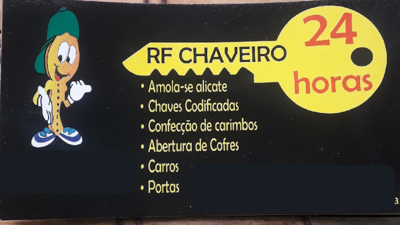 RF CHAVEIRO
24
horas
• Amola-se alicate
• Chaves Codificadas
• Confecção de carimbos
• Abertura de Cofres
• Carros
• Portas
a